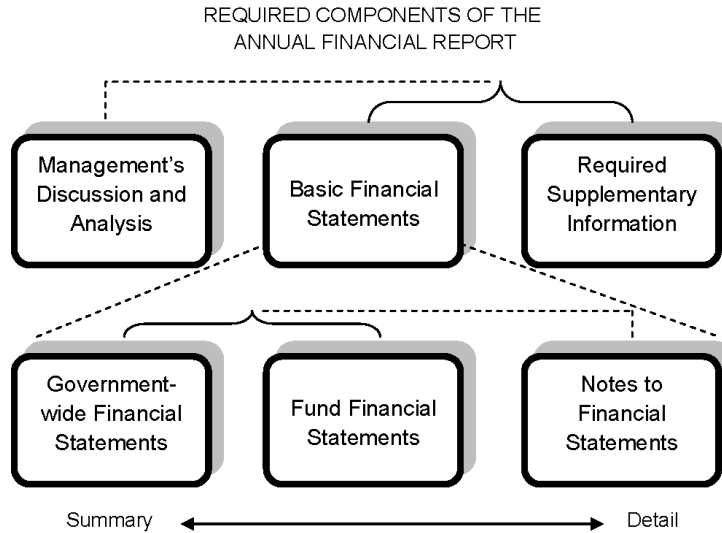 REQUIRED COMPONENTS OF THE
ANNUAL FINANCIAL REPORT
Management's
Discussion and
Analysis
Basic Financial
Statements
Required
Supplementary
Information
Government-
wide Financial
Statements
Fund Financial
Statements
Notes to
Financial
Statements
Summary
Detail